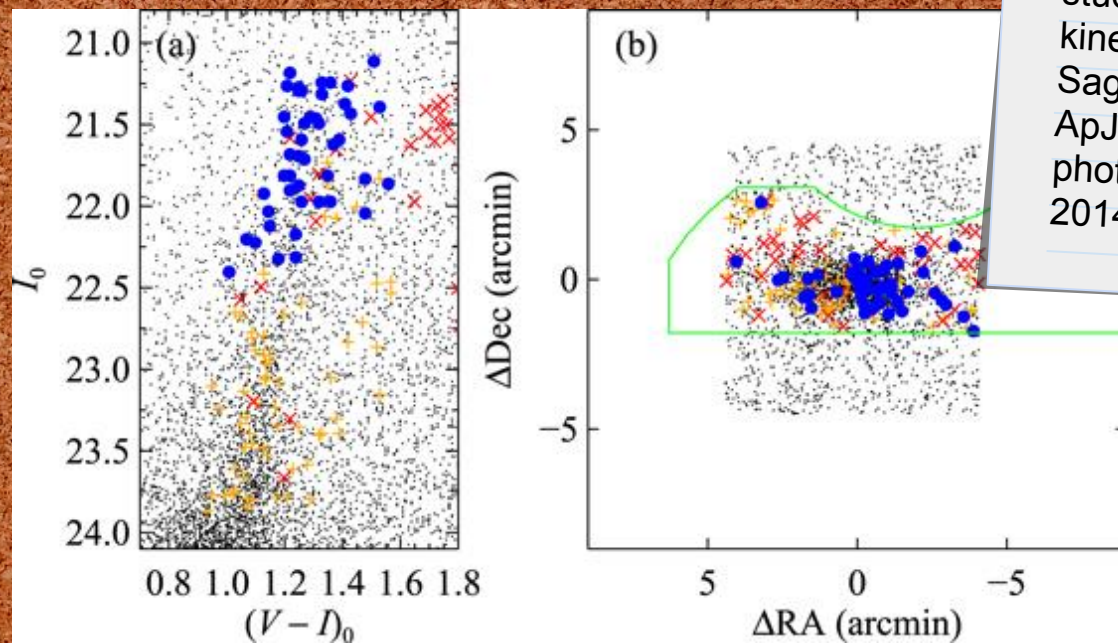 (a)
21.0
21.5
22.0
22.5
23.0
23.5
24.0
I₀
0.8 1.0 1.2 1.4 1.6 1.8
(V − I)₀
(b)
5
0
−5
ΔDec (arcmin)
5 0 −5
ΔRA (arcmin)
kine
Sag
ApJ
2014